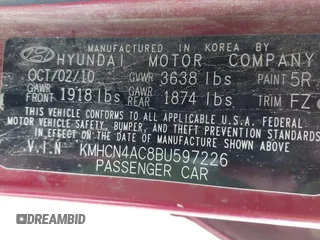 MANUFACTURED IN KOREA BY
HYUNDAI MOTOR COMPANY
OCT/02/10 GVWR 3638 lbs PAINT 5R
GAWR FRONT 1918 lbs GAWR 1874 lbs TRIM FZ
THIS VEHICLE CONFORMS TO ALL APPLICABLE U.S.A. FEDERAL
MOTOR VEHICLE SAFETY, BUMPER, AND THEFT PREVENTION STANDARDS
IN EFFECT ON THE DATE OF MANUFACTURE SHOWN ABOVE.
V.I.N KMHCN4AC8BU597226
PASSENGER CAR
DREAMBID